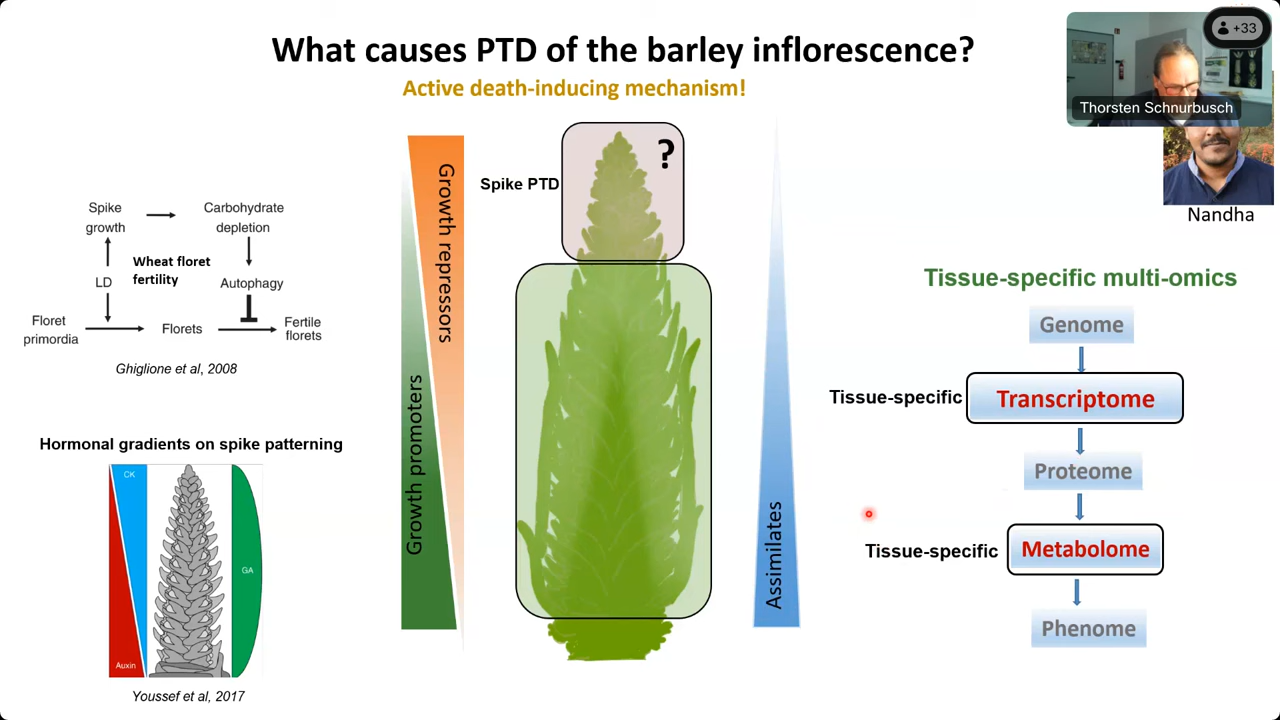 What causes PTD of the barley inflorescence?
Active death-inducing mechanism!
+33
Thorsten Schnurbusch
Nandha
Spike
growth
Carbohydrate
depletion
Wheat floret
fertility
LD
Autophagy
Floret
primordia
Florets
Fertile
florets
Ghiglione et al, 2008
Hormonal gradients on spike patterning
CK
GA
Auxin
Youssef et al, 2017
Growth repressors
Growth promoters
Spike PTD
?
Assimilates
Tissue-specific multi-omics
Genome
Tissue-specific
Transcriptome
Proteome
Tissue-specific
Metabolome
Phenome